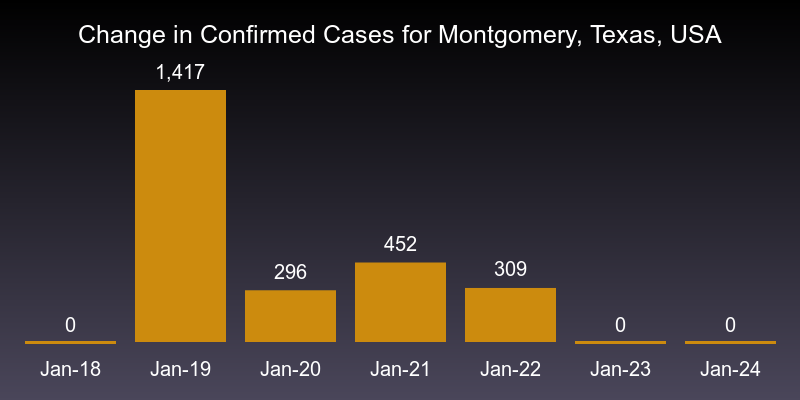 Change in Confirmed Cases for Montgomery, Texas, USA
1,417
452
296
309
0
0
0
Jan-18
Jan-19
Jan-20
Jan-21
Jan-22
Jan-23
Jan-24